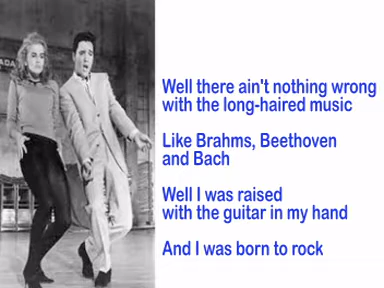 ADA
Well there ain't nothing wrong
with the long-haired music
Like Brahms, Beethoven
and Bach
Well I was raised
with the guitar in my hand
And I was born to rock